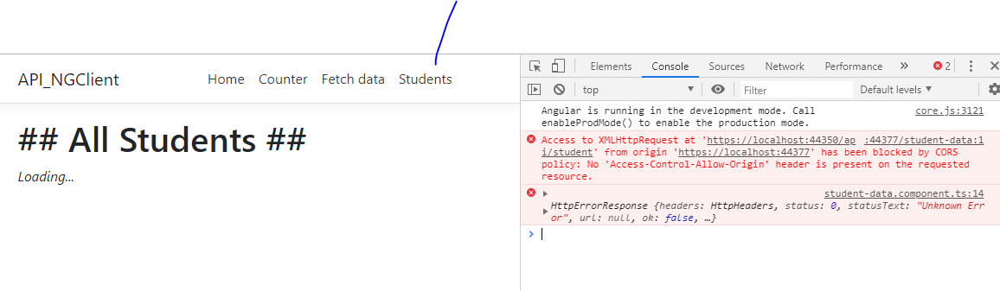 API_NGClient Home Counter Fetch data Students
## All Students ##
Loading...
Elements Console Sources Network Performance » 2
top Filter Default levels
Angular is running in the development mode. Call core.js:3121
enableProdMode() to enable the production mode.
Access to XMLHttpRequest at 'https://localhost:44350/ap :44377/student-data:1
i/student' from origin 'https://localhost:44377' has been blocked by CORS
policy: No 'Access-Control-Allow-Origin' header is present on the requested
resource.
student-data.component.ts:14
HttpErrorResponse {headers: HttpHeaders, status: 0, statusText: "Unknown Err
or", url: null, ok: false, …}